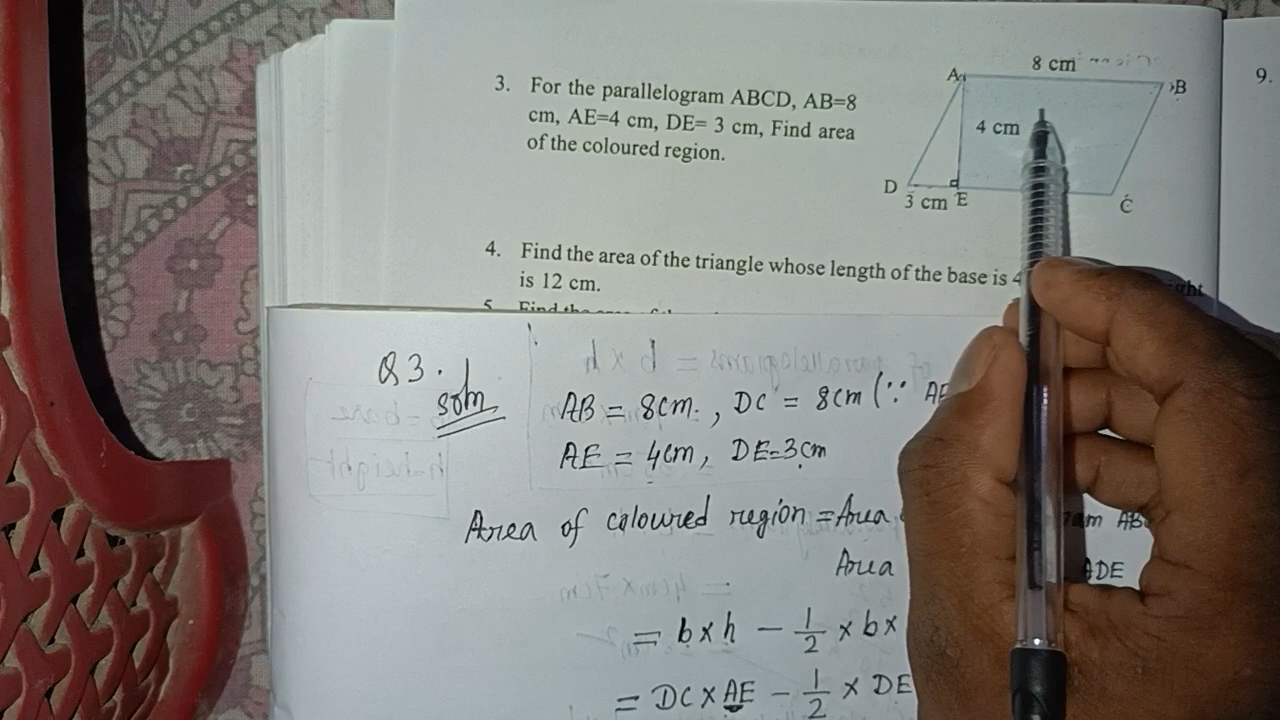 3. For the parallelogram ABCD, AB=8
cm, AE=4 cm, DE= 3 cm, Find area
of the coloured region.
8 cm
A
B
4 cm
D
3 cm E
C
9.
4. Find the area of the triangle whose length of the base is 4
is 12 cm.
5
Q3.
soln
AB = 8cm., DC = 8cm (∵
AE = 4cm, DE=3cm
Area of coloured region = Area
Area ADE
= b×h − 1/2 × b×
= DC×AE − 1/2 × DE